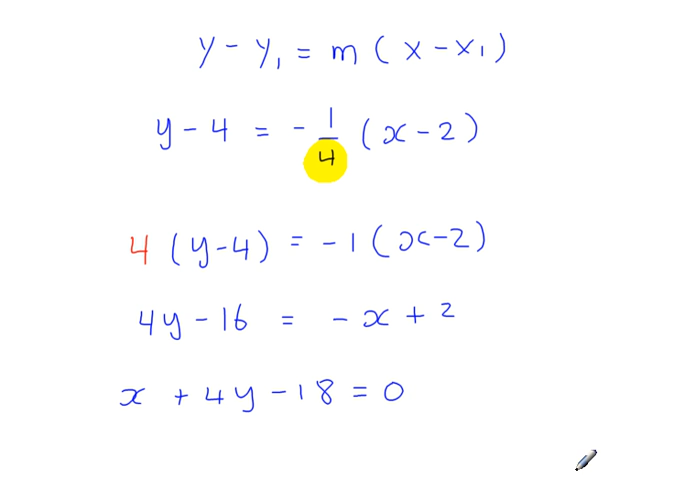 y - y₁ = m ( x - x₁ )
y - 4 = - 1/4 ( x - 2 )
4 ( y - 4 ) = - 1 ( x - 2 )
4y - 16 = - x + 2
x + 4y - 18 = 0